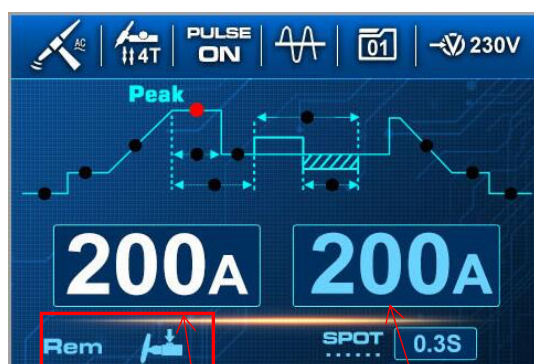 AC
4T
PULSE
ON
01
V 230V
Peak
200A 200A
Rem SPOT 0.3S